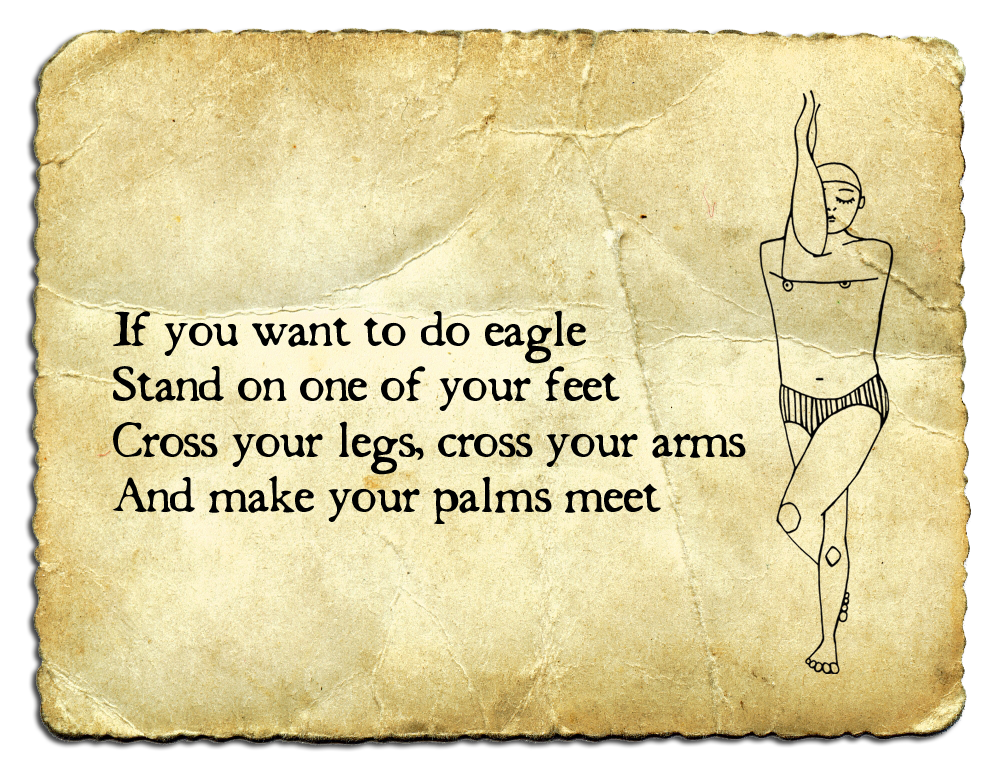 If you want to do eagle
Stand on one of your feet
Cross your legs, cross your arms
And make your palms meet